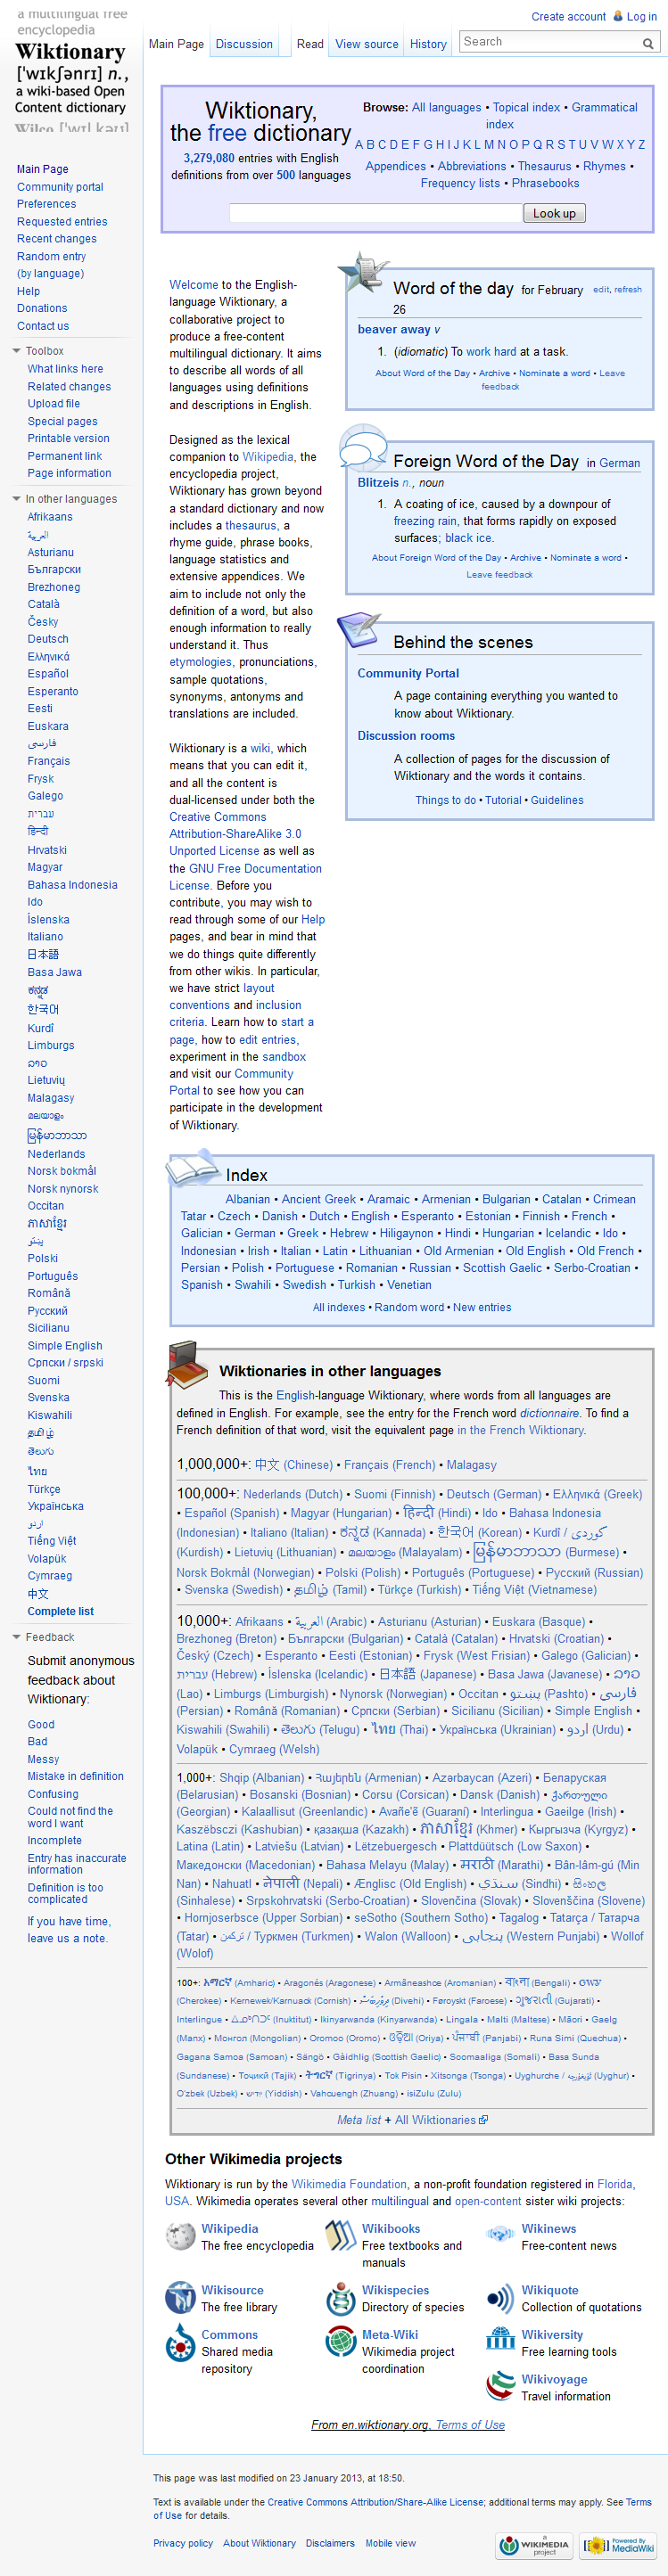 a multilingual free
encyclopedia
Wiktionary
['wɪkʃənrɪ] n.,
a wiki-based Open
Content dictionary
Wilco ['wɪl kəʊ]
Create account Log in
Main Page Discussion Read View source History Search
Main Page
Community portal
Preferences
Requested entries
Recent changes
Random entry
(by language)
Help
Donations
Contact us
Toolbox
What links here
Related changes
Upload file
Special pages
Printable version
Permanent link
Page information
In other languages
Afrikaans
العربية
Asturianu
Български
Brezhoneg
Català
Česky
Deutsch
Ελληνικά
Español
Esperanto
Eesti
Euskara
فارسی
Français
Frysk
Galego
עברית
हिन्दी
Hrvatski
Magyar
Bahasa Indonesia
Ido
Íslenska
Italiano
日本語
Basa Jawa
ಕನ್ನಡ
한국어
Kurdî
Limburgs
ລາວ
Lietuvių
Malagasy
മലയാളം
မြန်မာဘာသာ
Nederlands
Norsk bokmål
Norsk nynorsk
Occitan
ភាសាខ្មែរ
پښتو
Polski
Português
Română
Русский
Sicilianu
Simple English
Српски / srpski
Suomi
Svenska
Kiswahili
தமிழ்
తెలుగు
ไทย
Türkçe
Українська
اردو
Tiếng Việt
Volapük
Cymraeg
中文
Complete list
Feedback
Submit anonymous
feedback about
Wiktionary:
Good
Bad
Messy
Mistake in definition
Confusing
Could not find the
word I want
Incomplete
Entry has inaccurate
information
Definition is too
complicated
If you have time,
leave us a note.
Wiktionary,
the free dictionary
3,279,080 entries with English
definitions from over 500 languages
Browse: All languages • Topical index • Grammatical
index
A B C D E F G H I J K L M N O P Q R S T U V W X Y Z
Appendices • Abbreviations • Thesaurus • Rhymes •
Frequency lists • Phrasebooks
Look up
Welcome to the English-
language Wiktionary, a
collaborative project to
produce a free-content
multilingual dictionary. It aims
to describe all words of all
languages using definitions
and descriptions in English.
Designed as the lexical
companion to Wikipedia, the
encyclopedia project,
Wiktionary has grown beyond
a standard dictionary and now
includes a thesaurus, a
rhyme guide, phrase books,
language statistics and
extensive appendices. We
aim to include not only the
definition of a word, but also
enough information to really
understand it. Thus
etymologies, pronunciations,
sample quotations,
synonyms, antonyms and
translations are included.
Wiktionary is a wiki, which
means that you can edit it,
and all the content is
dual-licensed under both the
Creative Commons
Attribution-ShareAlike 3.0
Unported License as well as
the GNU Free Documentation
License. Before you
contribute, you may wish to
read through some of our Help
pages, and bear in mind that
we do things quite differently
from other wikis. In particular,
we have strict layout
conventions and inclusion
criteria. Learn how to start a
page, how to edit entries,
experiment in the sandbox
and visit our Community
Portal to see how you can
participate in the development
of Wiktionary.
Word of the day for February edit, refresh
26
beaver away v
1. (idiomatic) To work hard at a task.
About Word of the Day • Archive • Nominate a word • Leave
feedback
Foreign Word of the Day in German
Blitzeis n., noun
1. A coating of ice, caused by a downpour of
freezing rain, that forms rapidly on exposed
surfaces; black ice.
About Foreign Word of the Day • Archive • Nominate a word •
Leave feedback
Behind the scenes
Community Portal
A page containing everything you wanted to
know about Wiktionary.
Discussion rooms
A collection of pages for the discussion of
Wiktionary and the words it contains.
Things to do • Tutorial • Guidelines
Index
Albanian • Ancient Greek • Aramaic • Armenian • Bulgarian • Catalan • Crimean
Tatar • Czech • Danish • Dutch • English • Esperanto • Estonian • Finnish • French •
Galician • German • Greek • Hebrew • Hiligaynon • Hindi • Hungarian • Icelandic • Ido •
Indonesian • Irish • Italian • Latin • Lithuanian • Old Armenian • Old English • Old French •
Persian • Polish • Portuguese • Romanian • Russian • Scottish Gaelic • Serbo-Croatian •
Spanish • Swahili • Swedish • Turkish • Venetian
All indexes • Random word • New entries
Wiktionaries in other languages
This is the English-language Wiktionary, where words from all languages are
defined in English. For example, see the entry for the French word dictionnaire. To find a
French definition of that word, visit the equivalent page in the French Wiktionary.
1,000,000+: 中文 (Chinese) • Français (French) • Malagasy
100,000+: Nederlands (Dutch) • Suomi (Finnish) • Deutsch (German) • Ελληνικά (Greek)
• Español (Spanish) • Magyar (Hungarian) • हिन्दी (Hindi) • Ido • Bahasa Indonesia
(Indonesian) • Italiano (Italian) • ಕನ್ನಡ (Kannada) • 한국어 (Korean) • Kurdî / كوردی
(Kurdish) • Lietuvių (Lithuanian) • മലയാളം (Malayalam) • မြန်မာဘာသာ (Burmese) •
Norsk Bokmål (Norwegian) • Polski (Polish) • Português (Portuguese) • Русский (Russian)
• Svenska (Swedish) • தமிழ் (Tamil) • Türkçe (Turkish) • Tiếng Việt (Vietnamese)
10,000+: Afrikaans • العربية (Arabic) • Asturianu (Asturian) • Euskara (Basque) •
Brezhoneg (Breton) • Български (Bulgarian) • Català (Catalan) • Hrvatski (Croatian) •
Český (Czech) • Esperanto • Eesti (Estonian) • Frysk (West Frisian) • Galego (Galician) •
עברית (Hebrew) • Íslenska (Icelandic) • 日本語 (Japanese) • Basa Jawa (Javanese) • ລາວ
(Lao) • Limburgs (Limburgish) • Nynorsk (Norwegian) • Occitan • پښتو (Pashto) • فارسی
(Persian) • Română (Romanian) • Српски (Serbian) • Sicilianu (Sicilian) • Simple English •
Kiswahili (Swahili) • తెలుగు (Telugu) • ไทย (Thai) • Українська (Ukrainian) • اردو (Urdu) •
Volapük • Cymraeg (Welsh)
1,000+: Shqip (Albanian) • Հայերեն (Armenian) • Azərbaycan (Azeri) • Беларуская
(Belarusian) • Bosanski (Bosnian) • Corsu (Corsican) • Dansk (Danish) • ქართული
(Georgian) • Kalaallisut (Greenlandic) • Avañe'ẽ (Guaraní) • Interlingua • Gaeilge (Irish) •
Kaszëbsczi (Kashubian) • қазақша (Kazakh) • ភាសាខ្មែរ (Khmer) • Кыргызча (Kyrgyz) •
Latina (Latin) • Latviešu (Latvian) • Lëtzebuergesch • Plattdüütsch (Low Saxon) •
Македонски (Macedonian) • Bahasa Melayu (Malay) • मराठी (Marathi) • Bân-lâm-gú (Min
Nan) • Nahuatl • नेपाली (Nepali) • Ænglisc (Old English) • سنڌي (Sindhi) • සිංහල
(Sinhalese) • Srpskohrvatski (Serbo-Croatian) • Slovenčina (Slovak) • Slovenščina (Slovene)
• Hornjoserbsce (Upper Sorbian) • seSotho (Southern Sotho) • Tagalog • Tatarça / Татарча
(Tatar) • تركمن / Туркмен (Turkmen) • Walon (Walloon) • پنجابی (Western Punjabi) • Wollof
(Wolof)
100+: አማርኛ (Amharic) • Aragonés (Aragonese) • Armãneashce (Aromanian) • বাংলা (Bengali) • ᏣᎳᎩ
(Cherokee) • Kernewek/Karnuack (Cornish) • ދިވެހިބަސް (Divehi) • Føroyskt (Faroese) • ગુજરાતી (Gujarati) •
Interlingue • ᐃᓄᒃᑎᑐᑦ (Inuktitut) • Ikinyarwanda (Kinyarwanda) • Lingala • Malti (Maltese) • Māori • Gaelg
(Manx) • Монгол (Mongolian) • Oromoo (Oromo) • ଓଡ଼ିଆ (Oriya) • ਪੰਜਾਬੀ (Panjabi) • Runa Simi (Quechua) •
Gagana Samoa (Samoan) • Sängö • Gàidhlig (Scottish Gaelic) • Soomaaliga (Somali) • Basa Sunda
(Sundanese) • Тоҷикӣ (Tajik) • ትግርኛ (Tigrinya) • Tok Pisin • Xitsonga (Tsonga) • Uyghurche / ئۇيغۇرچە (Uyghur) •
O'zbek (Uzbek) • ייִדיש (Yiddish) • Vahcuengh (Zhuang) • isiZulu (Zulu)
Meta list + All Wiktionaries
Other Wikimedia projects
Wiktionary is run by the Wikimedia Foundation, a non-profit foundation registered in Florida,
USA. Wikimedia operates several other multilingual and open-content sister wiki projects:
Wikipedia
The free encyclopedia
Wikibooks
Free textbooks and
manuals
Wikinews
Free-content news
Wikisource
The free library
Wikispecies
Directory of species
Wikiquote
Collection of quotations
Commons
Shared media
repository
Meta-Wiki
Wikimedia project
coordination
Wikiversity
Free learning tools
Wikivoyage
Travel information
From en.wiktionary.org, Terms of Use
This page was last modified on 23 January 2013, at 18:50.
Text is available under the Creative Commons Attribution/Share-Alike License; additional terms may apply. See Terms
of Use for details.
Privacy policy About Wiktionary Disclaimers Mobile view
a
WIKIMEDIA
project
Powered By
MediaWiki